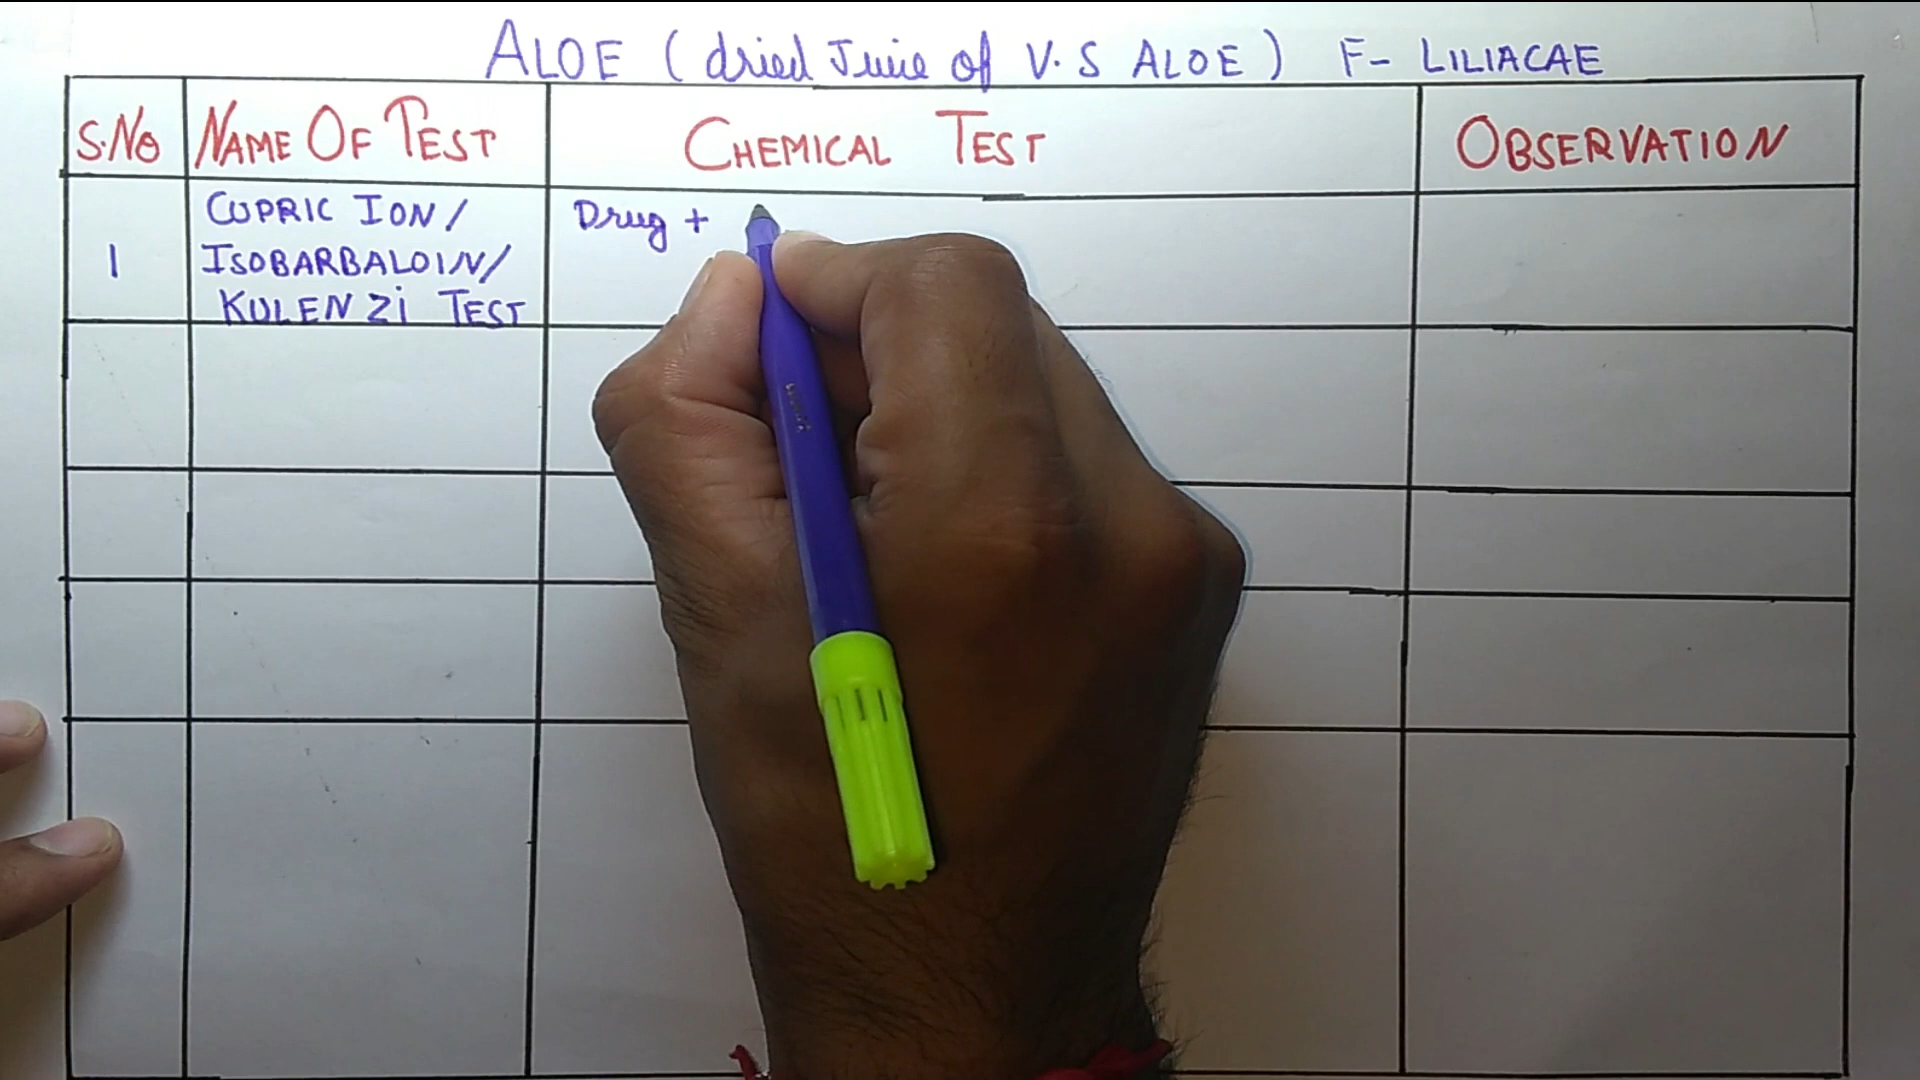 ALOE (dried Juie of V.S ALOE) F- LILIACAE
S.No NAME OF TEST CHEMICAL TEST OBSERVATION
1 CUPRIC ION/ Drug +
ISOBARBALOIN/
KULENZi TEST